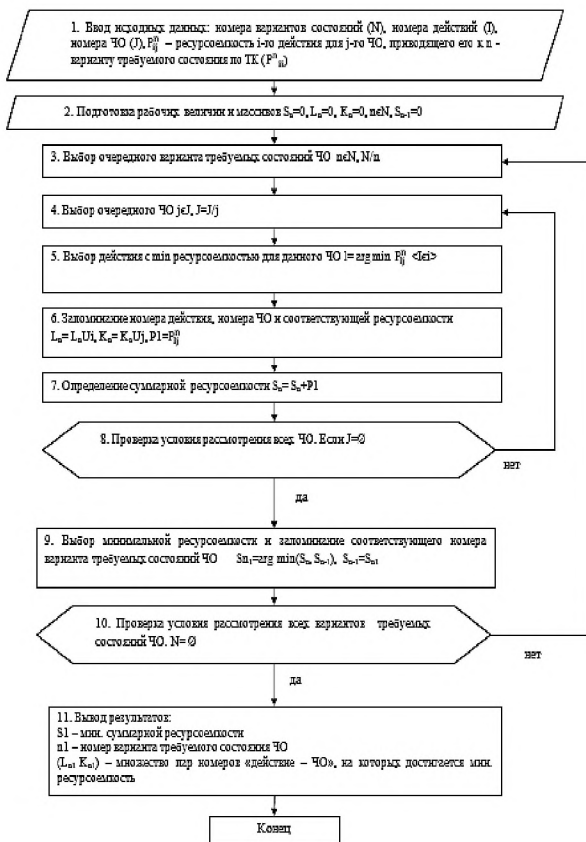 1. Ввод исходных данных: номера вариантов состояний (N), номера действий (I),
номера ЧО (J), Pⁿᵢⱼ – ресурсоемкость i-го действия для j-го ЧО, приводящего его к n -
варианту требуемого состояния по ТК (Pⁿᵢⱼ)
2. Подготовка рабочих величин и массивов Sₙ=0, Lₙ=0, Kₙ=0, nєN, Sₙ₋₁=0
3. Выбор очередного варианта требуемых состояний ЧО nєN, N/n
4. Выбор очередного ЧО jєJ, J=J/j
5. Выбор действия с min ресурсоемкостью для данного ЧО l= arg min Pⁿᵢⱼ <Iєi>
6. Запоминание номера действия, номера ЧО и соответствующей ресурсоемкости
Lₙ= LₙUi, Kₙ= KₙUj, P1=Pⁿᵢⱼ
7. Определение суммарной ресурсоемкости Sₙ= Sₙ+P1
8. Проверка условия рассмотрения всех ЧО. Если J=∅
нет
да
9. Выбор минимальной ресурсоемкости и запоминание соответствующего номера
варианта требуемых состояний ЧО Sn₁=arg min(Sₙ, Sₙ₋₁), Sₙ₋₁=Sₙ₁
10. Проверка условия рассмотрения всех вариантов требуемых
состояний ЧО. N= ∅
нет
да
11. Вывод результатов:
S1 – мин. суммарной ресурсоемкости
n1 – номер варианта требуемого состояния ЧО
(Lₙ₁ Kₙ₁) – множество пар номеров «действие – ЧО», на которых достигается мин.
ресурсоемкость
Конец